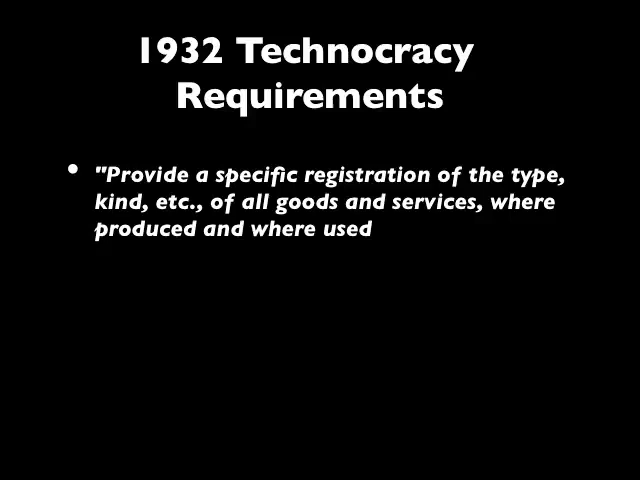 1932 Technocracy
Requirements
• "Provide a specific registration of the type,
kind, etc., of all goods and services, where
produced and where used